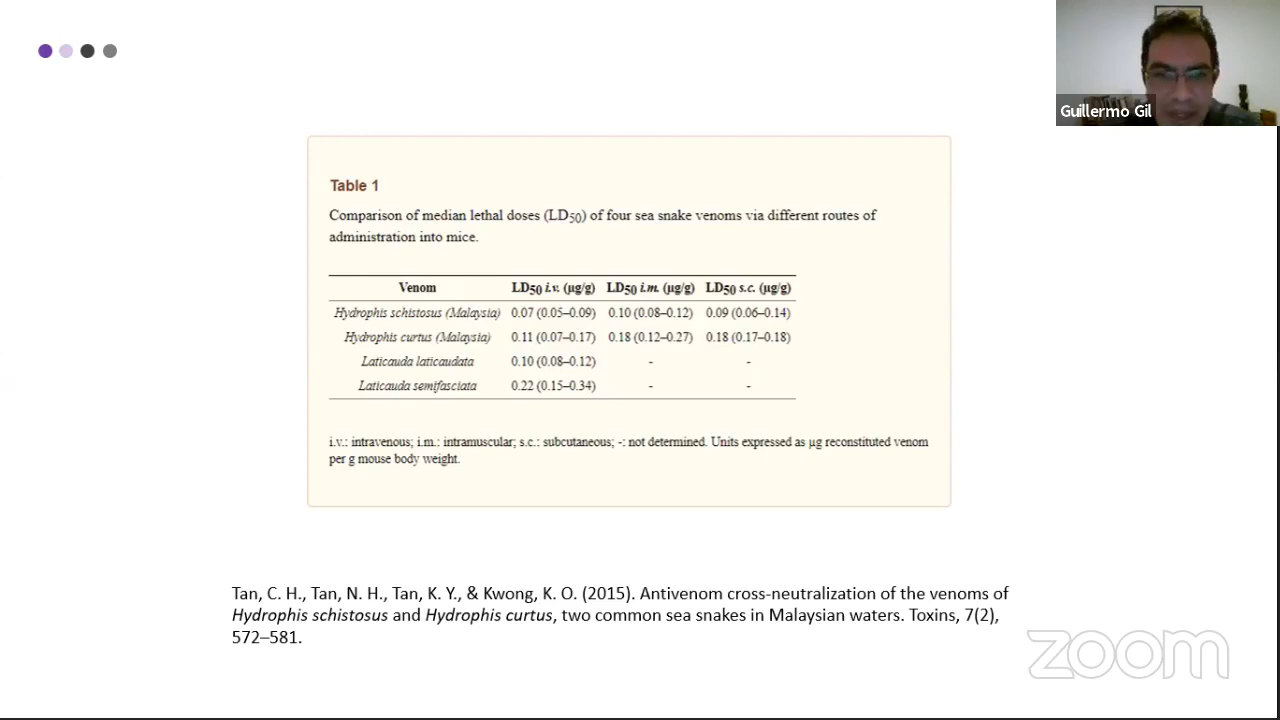 Guillermo Gil
Table 1
Comparison of median lethal doses (LD50) of four sea snake venoms via different routes of
administration into mice.
Venom LD50 i.v. (µg/g) LD50 i.m. (µg/g) LD50 s.c. (µg/g)
Hydrophis schistosus (Malaysia) 0.07 (0.05–0.09) 0.10 (0.08–0.12) 0.09 (0.06–0.14)
Hydrophis curtus (Malaysia) 0.11 (0.07–0.17) 0.18 (0.12–0.27) 0.18 (0.17–0.18)
Laticauda laticaudata 0.10 (0.08–0.12) - -
Laticauda semifasciata 0.22 (0.15–0.34) - -
i.v.: intravenous; i.m.: intramuscular; s.c.: subcutaneous; -: not determined. Units expressed as µg reconstituted venom
per g mouse body weight.
Tan, C. H., Tan, N. H., Tan, K. Y., & Kwong, K. O. (2015). Antivenom cross-neutralization of the venoms of
Hydrophis schistosus and Hydrophis curtus, two common sea snakes in Malaysian waters. Toxins, 7(2),
572–581.
zoom